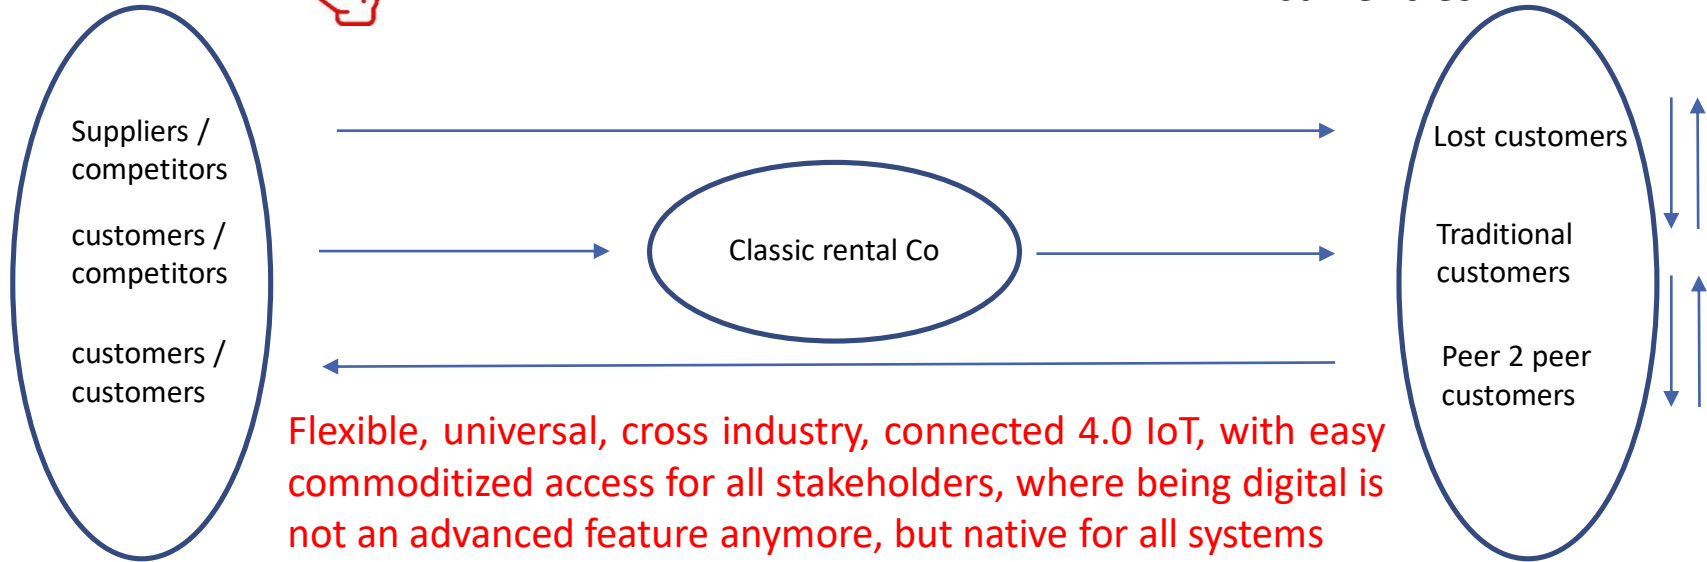 Suppliers /
competitors
customers /
competitors
customers /
customers
Classic rental Co
Lost customers
Traditional
customers
Peer 2 peer
customers
Flexible, universal, cross industry, connected 4.0 IoT, with easy
commoditized access for all stakeholders, where being digital is
not an advanced feature anymore, but native for all systems